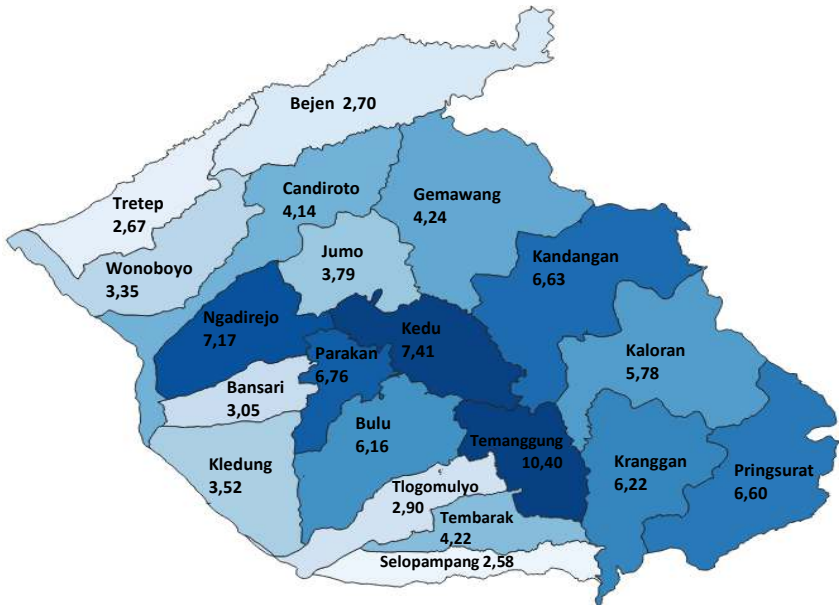 Bejen 2,70
Tretep
2,67
Candiroto
4,14
Gemawang
4,24
Wonoboyo
3,35
Jumo
3,79
Kandangan
6,63
Ngadirejo
7,17
Kedu
7,41
Parakan
6,76
Kaloran
5,78
Bansari
3,05
Bulu
6,16
Temanggung
10,40
Kledung
3,52
Kranggan
6,22
Pringsurat
6,60
Tlogomulyo
2,90
Tembarak
4,22
Selopampang 2,58